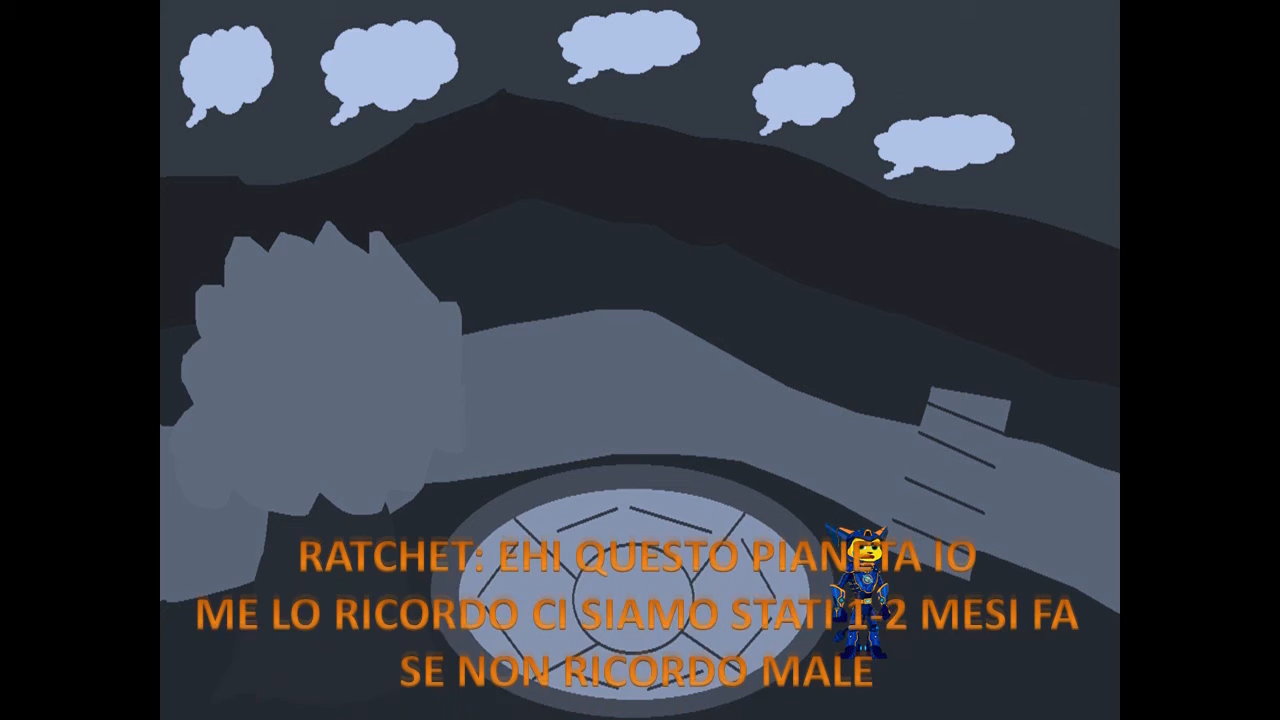 RATCHET: EHI QUESTO PIANETA IO
ME LO RICORDO CI SIAMO STATI 1-2 MESI FA
SE NON RICORDO MALE